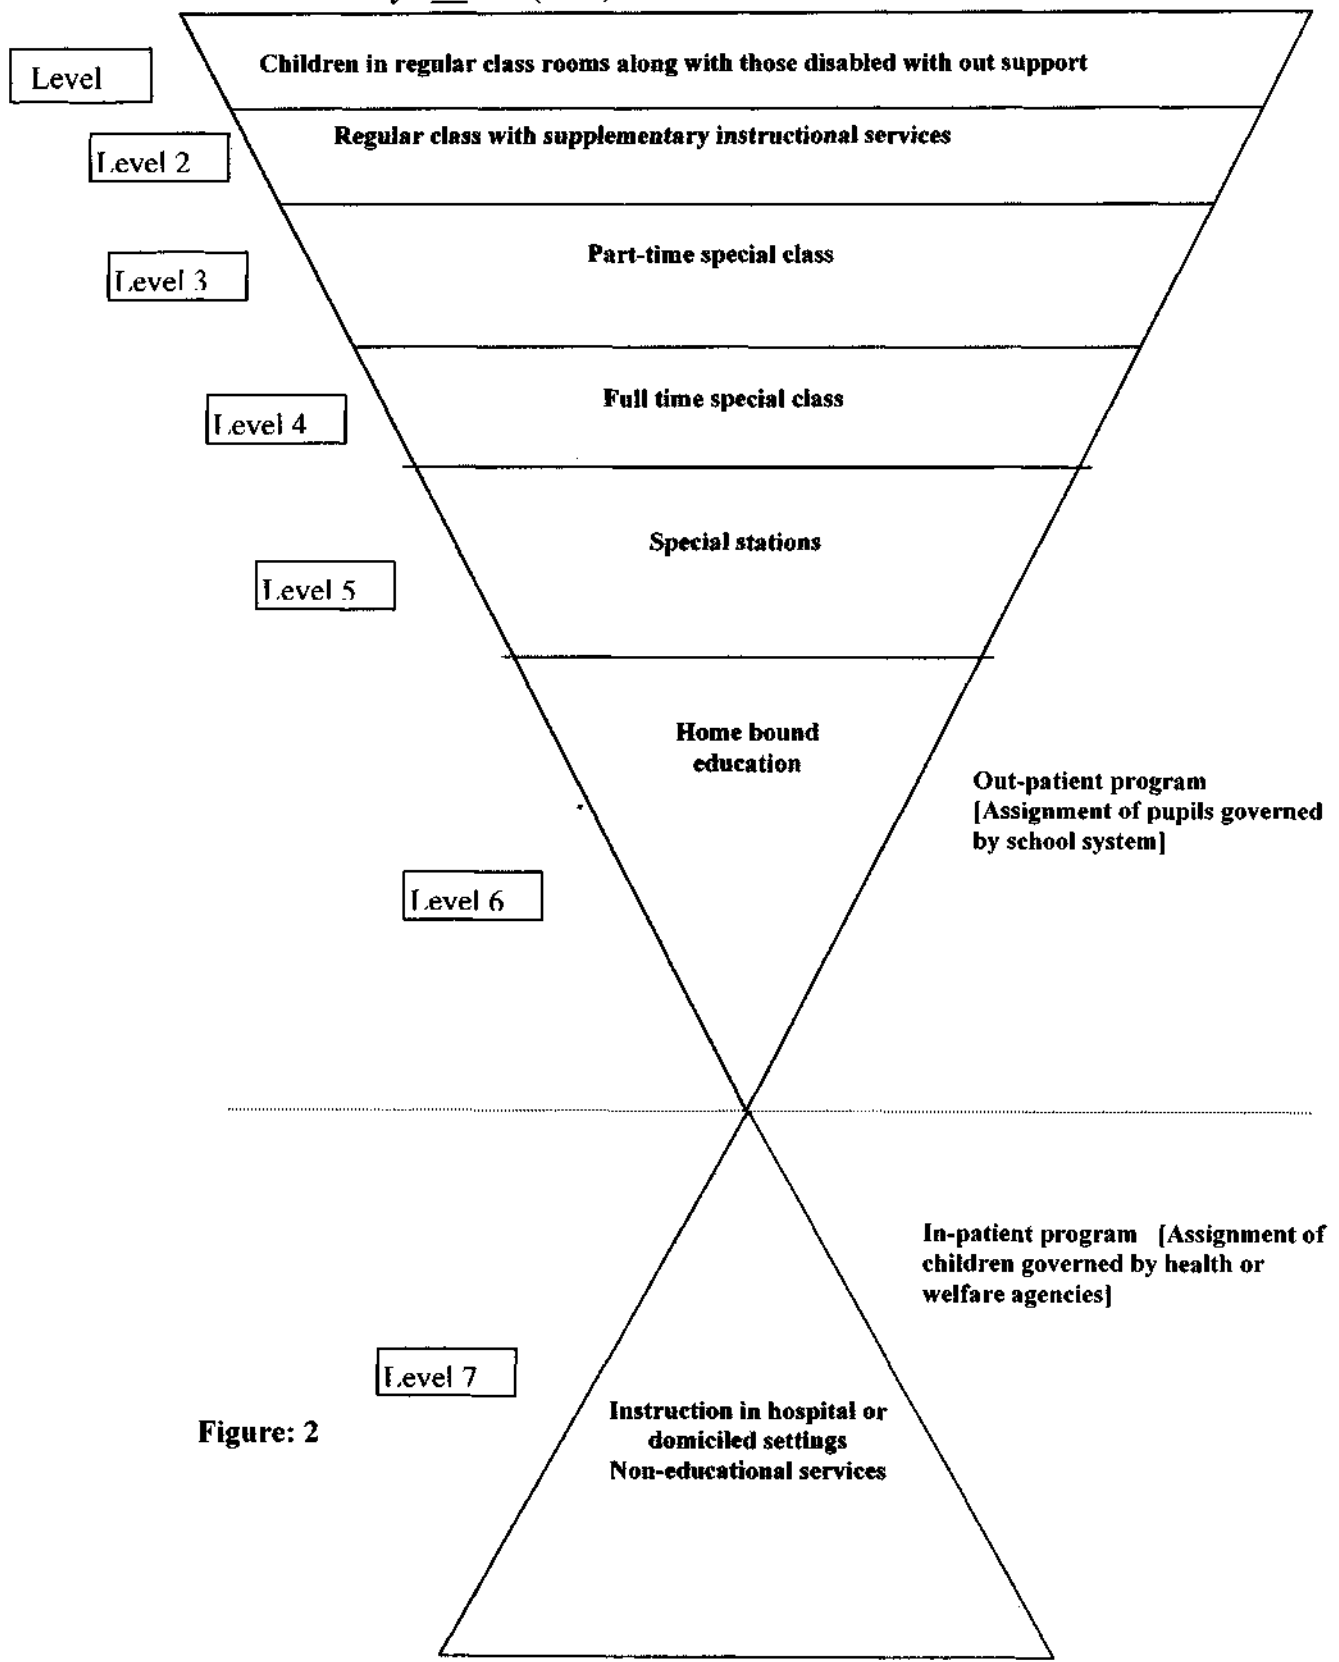 Level
Children in regular class rooms along with those disabled with out support
Level 2
Regular class with supplementary instructional services
Level 3
Part-time special class
Level 4
Full time special class
Level 5
Special stations
Home bound
education
Out-patient program
[Assignment of pupils governed
by school system]
Level 6
In-patient program [Assignment of
children governed by health or
welfare agencies]
Level 7
Instruction in hospital or
domiciled settings
Non-educational services
Figure: 2